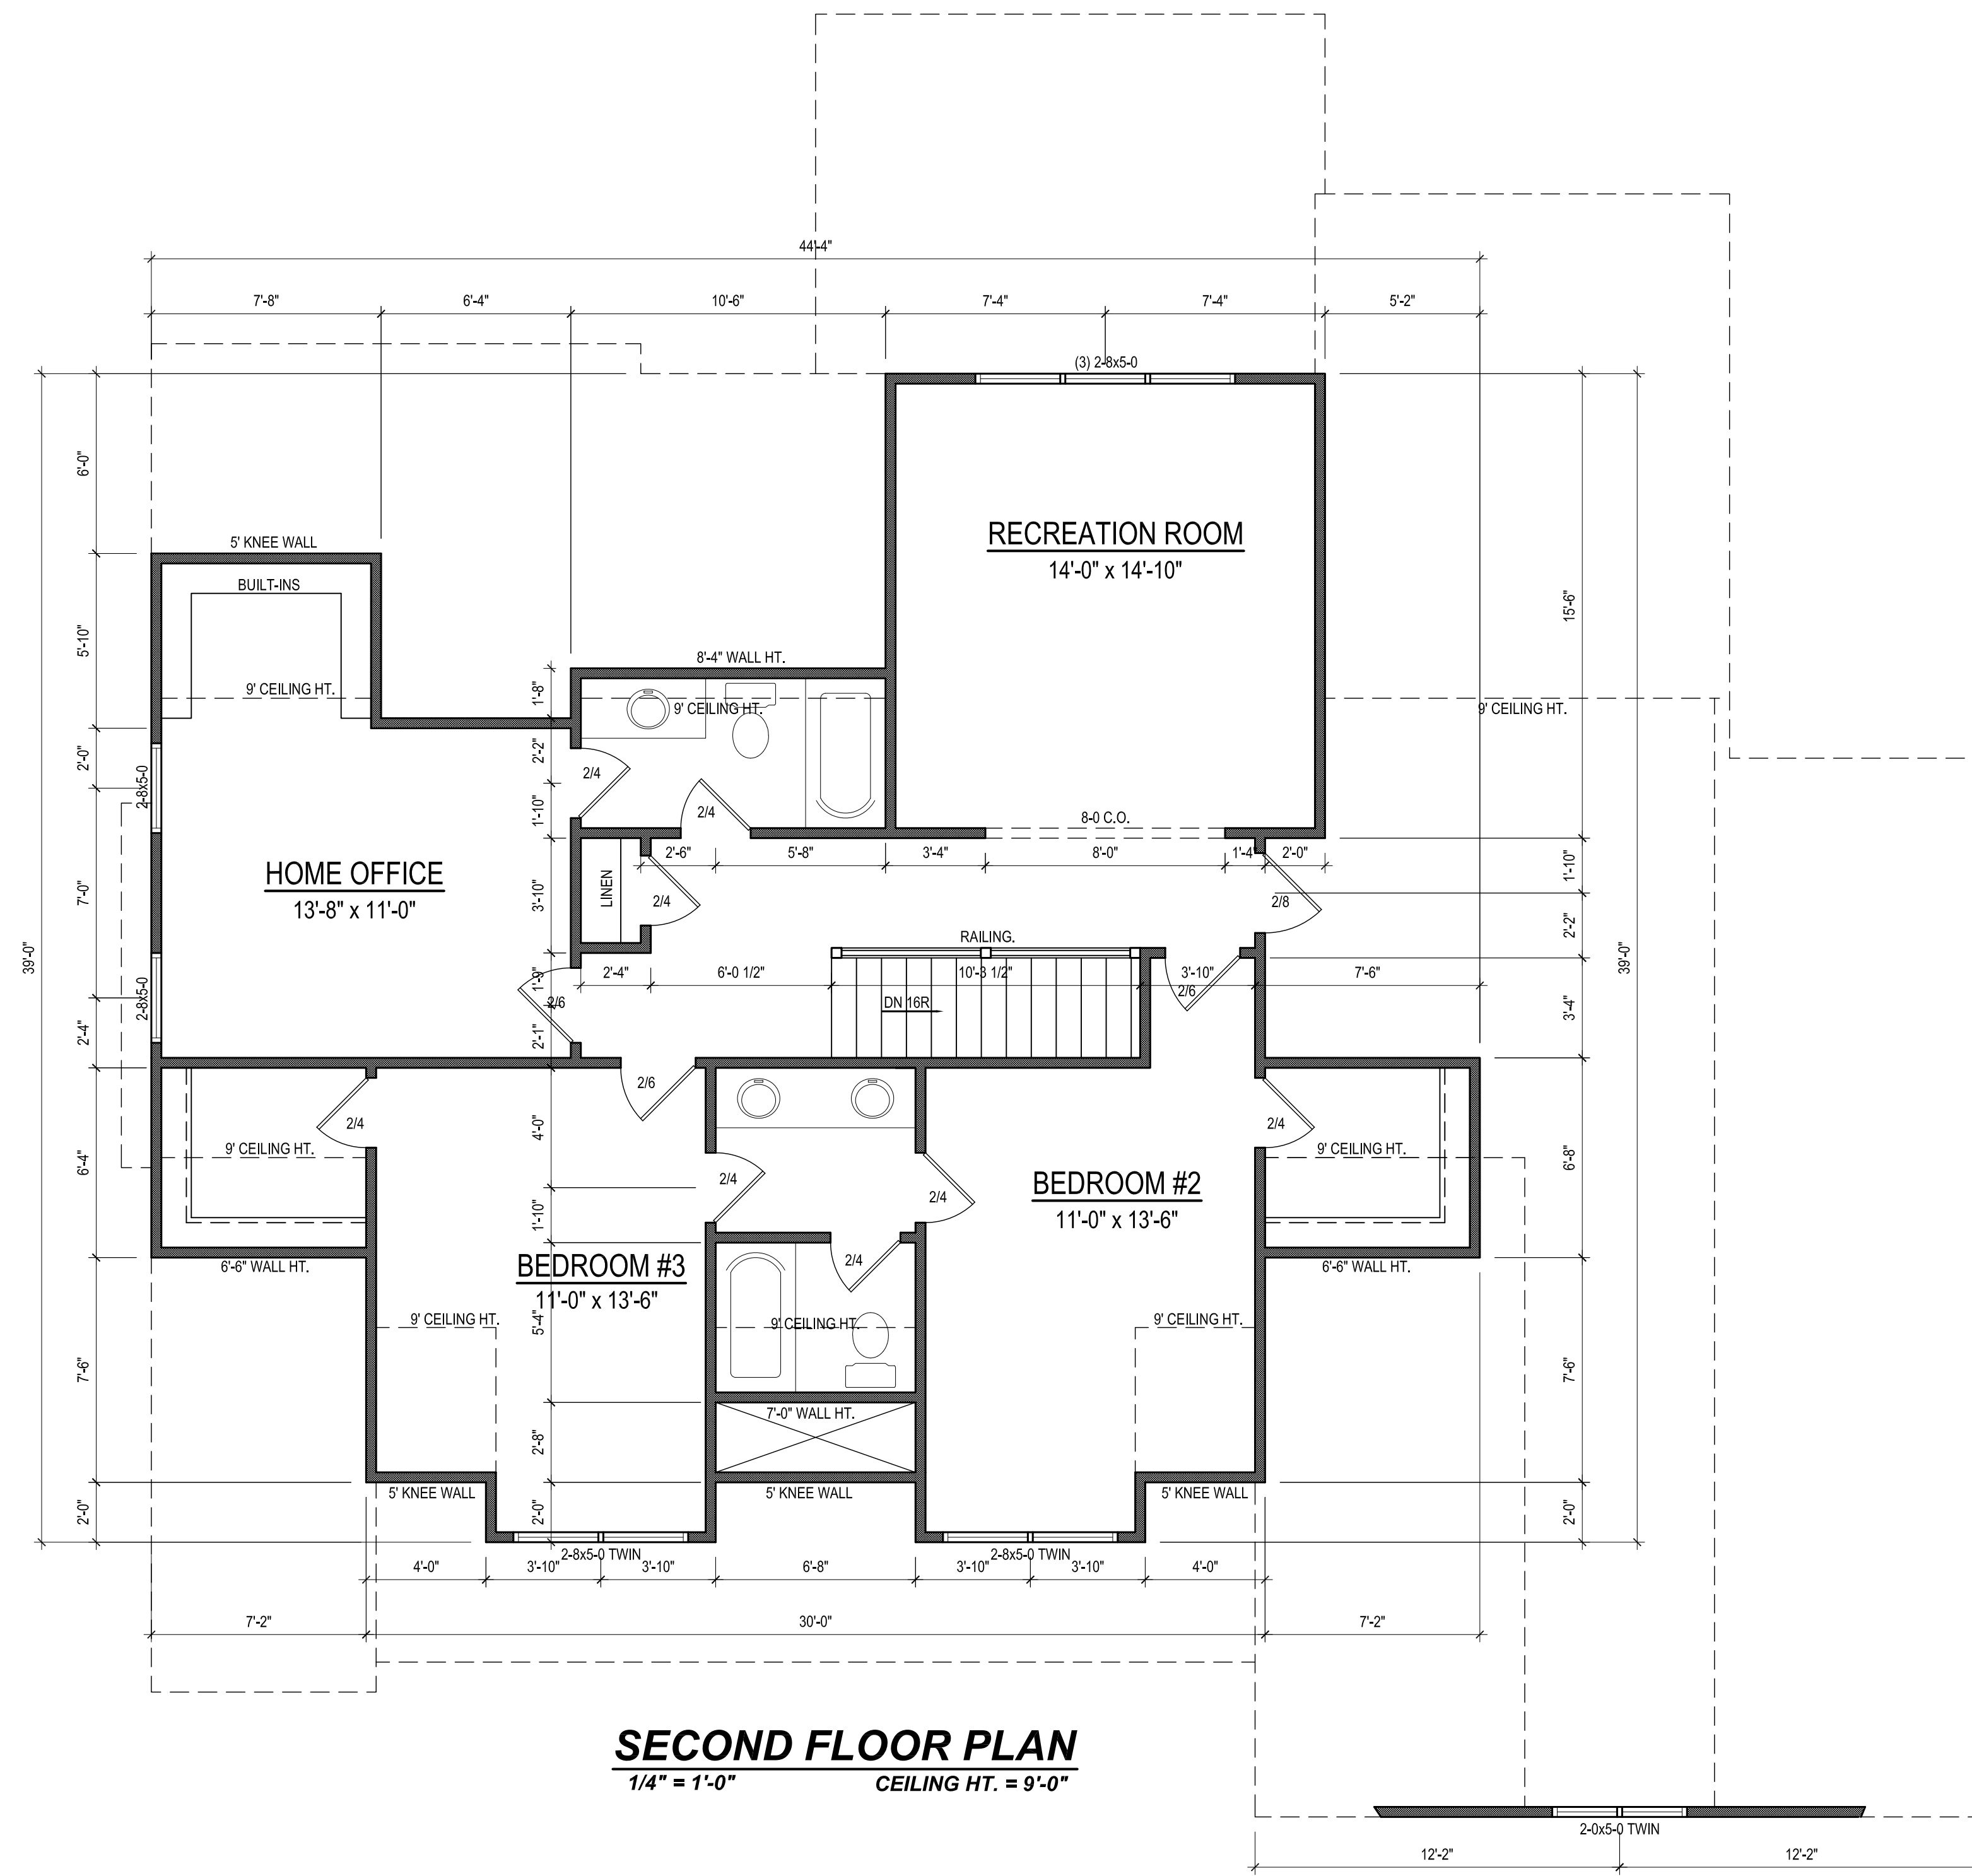 44'-4"
7'-8"
6'-4"
10'-6"
7'-4"
7'-4"
5'-2"
(3) 2-8x5-0
6'-0"
5' KNEE WALL
BUILT-INS
RECREATION ROOM
14'-0" x 14'-10"
15'-6"
5'-10"
8'-4" WALL HT.
9' CEILING HT.
1'-8"
9' CEILING HT.
9' CEILING HT.
2'-0"
2-8x5-0
2'-2"
2/4
1'-10"
2/4
8-0 C.O.
HOME OFFICE
13'-8" x 11'-0"
7'-0"
LINEN
3'-10"
2'-6"
5'-8"
3'-4"
8'-0"
1'-4"
2'-0"
1'-10"
2/4
2/8
2'-2"
RAILING.
39'-0"
39'-0"
2-8x5-0
1'-9"
2'-4"
6'-0 1/2"
10'-3 1/2"
3'-10"
7'-6"
2/6
2/6
DN 16R
3'-4"
2'-4"
2'-1"
2/6
2/4
4'-0"
2/4
9' CEILING HT.
9' CEILING HT.
6'-4"
6'-8"
2/4
2/4
BEDROOM #2
11'-0" x 13'-6"
1'-10"
2/4
BEDROOM #3
11'-0" x 13'-6"
6'-6" WALL HT.
6'-6" WALL HT.
5'-4"
9' CEILING HT.
9' CEILING HT.
9' CEILING HT.
7'-6"
7'-6"
7'-0" WALL HT.
2'-8"
5' KNEE WALL
5' KNEE WALL
5' KNEE WALL
2'-0"
2'-0"
2'-0"
2-8x5-0 TWIN
2-8x5-0 TWIN
4'-0"
3'-10"
3'-10"
6'-8"
3'-10"
3'-10"
4'-0"
7'-2"
30'-0"
7'-2"
SECOND FLOOR PLAN
1/4" = 1'-0"
CEILING HT. = 9'-0"
2-0x5-0 TWIN
12'-2"
12'-2"